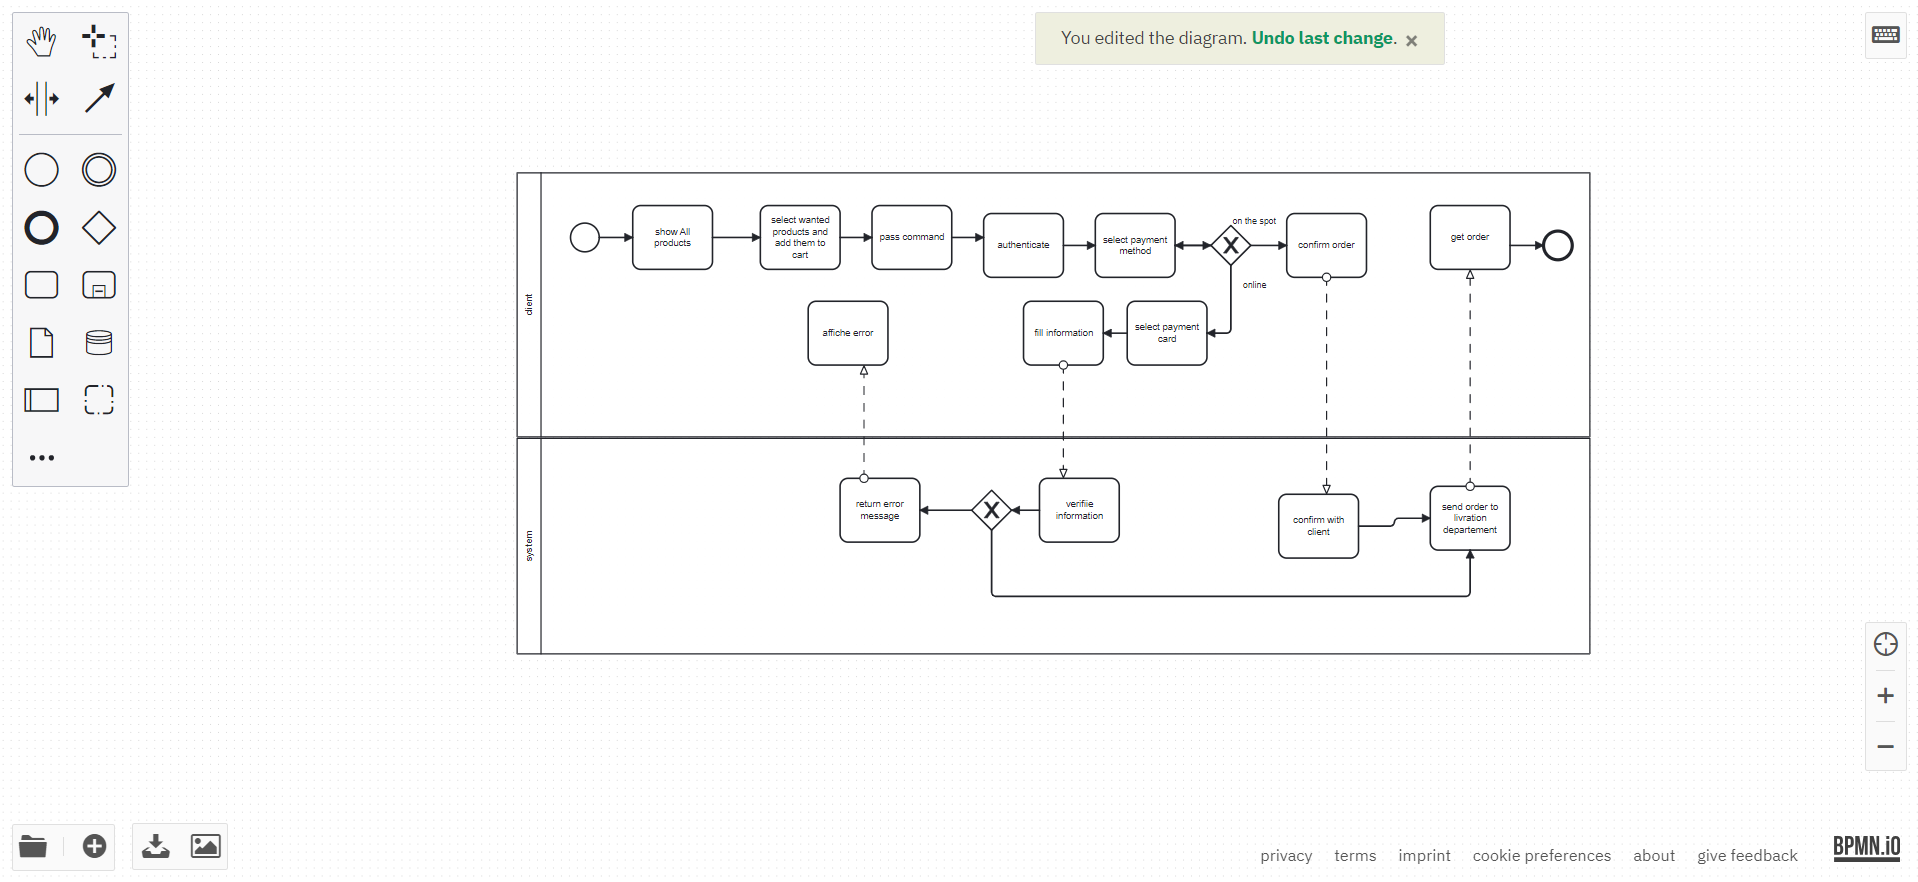 You edited the diagram. Undo last change.
client
show All
products
select wanted
products and
add them to
cart
pass command
authenticate
select payment
method
on the spot
X
confirm order
get order
online
affiche error
fill information
select payment
card
system
return error
message
X
verifiie
information
confirm with
client
send order to
livration
departement
privacy
terms
imprint
cookie preferences
about
give feedback
BPMN.iO